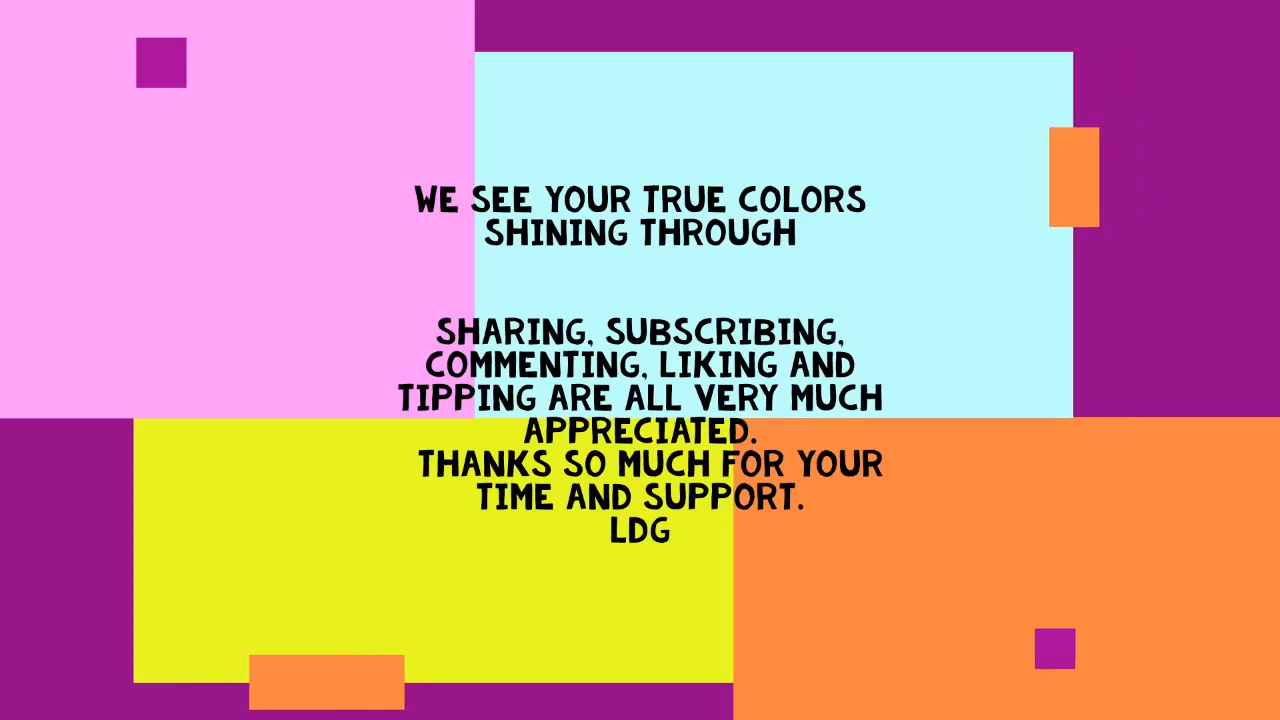 WE SEE YOUR TRUE COLORS
SHINING THROUGH
SHARING, SUBSCRIBING,
COMMENTING, LIKING AND
TIPPING ARE ALL VERY MUCH
APPRECIATED.
THANKS SO MUCH FOR YOUR
TIME AND SUPPORT.
LDG